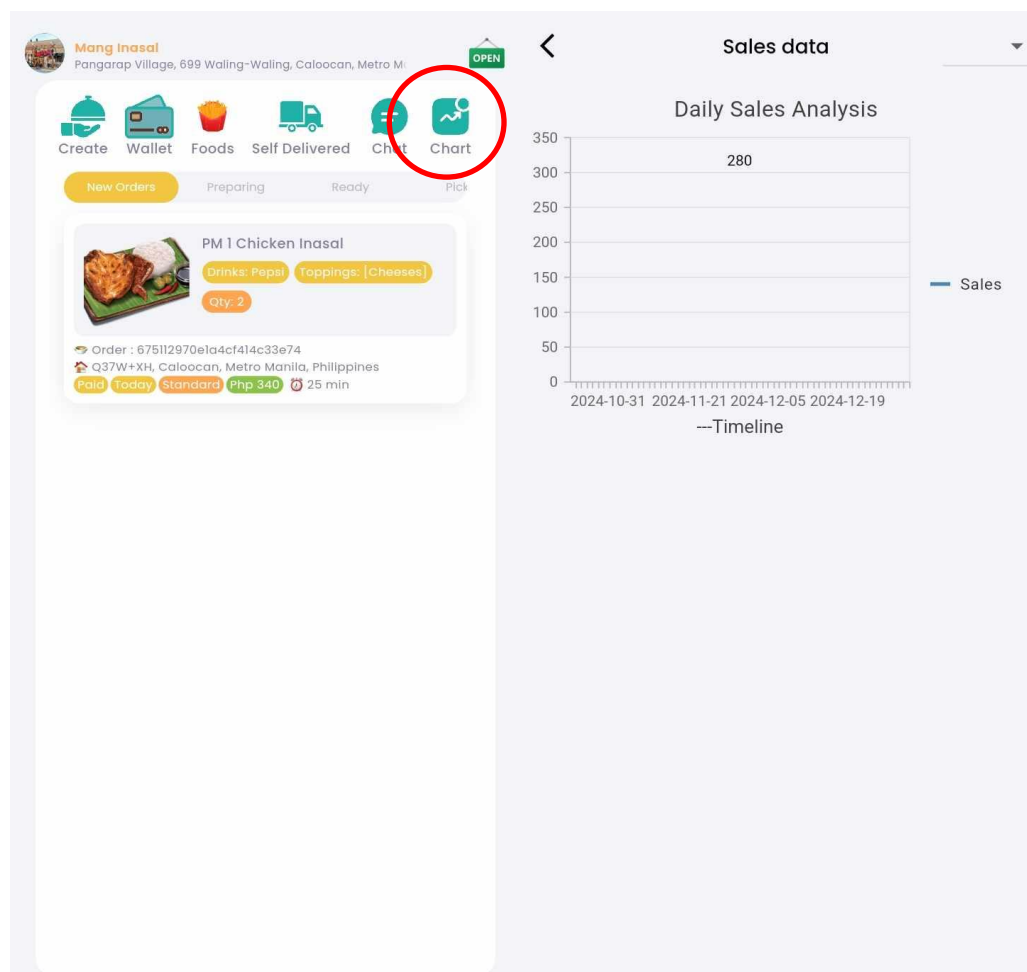 Mang Inasal
Pangarap Village, 699 Waling-Waling, Caloocan, Metro M
OPEN
Create Wallet Foods Self Delivered Chat Chart
New Orders Preparing Ready Pick
PM 1 Chicken Inasal
Drinks: Pepsi Toppings: [Cheeses]
Qty: 2
Order : 675112970e1a4cf414c33e74
Q37W+XH, Caloocan, Metro Manila, Philippines
Paid Today Standard Php 340 25 min
Sales data
Daily Sales Analysis
350
280
300
250
200
150
Sales
100
50
0
2024-10-31 2024-11-21 2024-12-05 2024-12-19
---Timeline